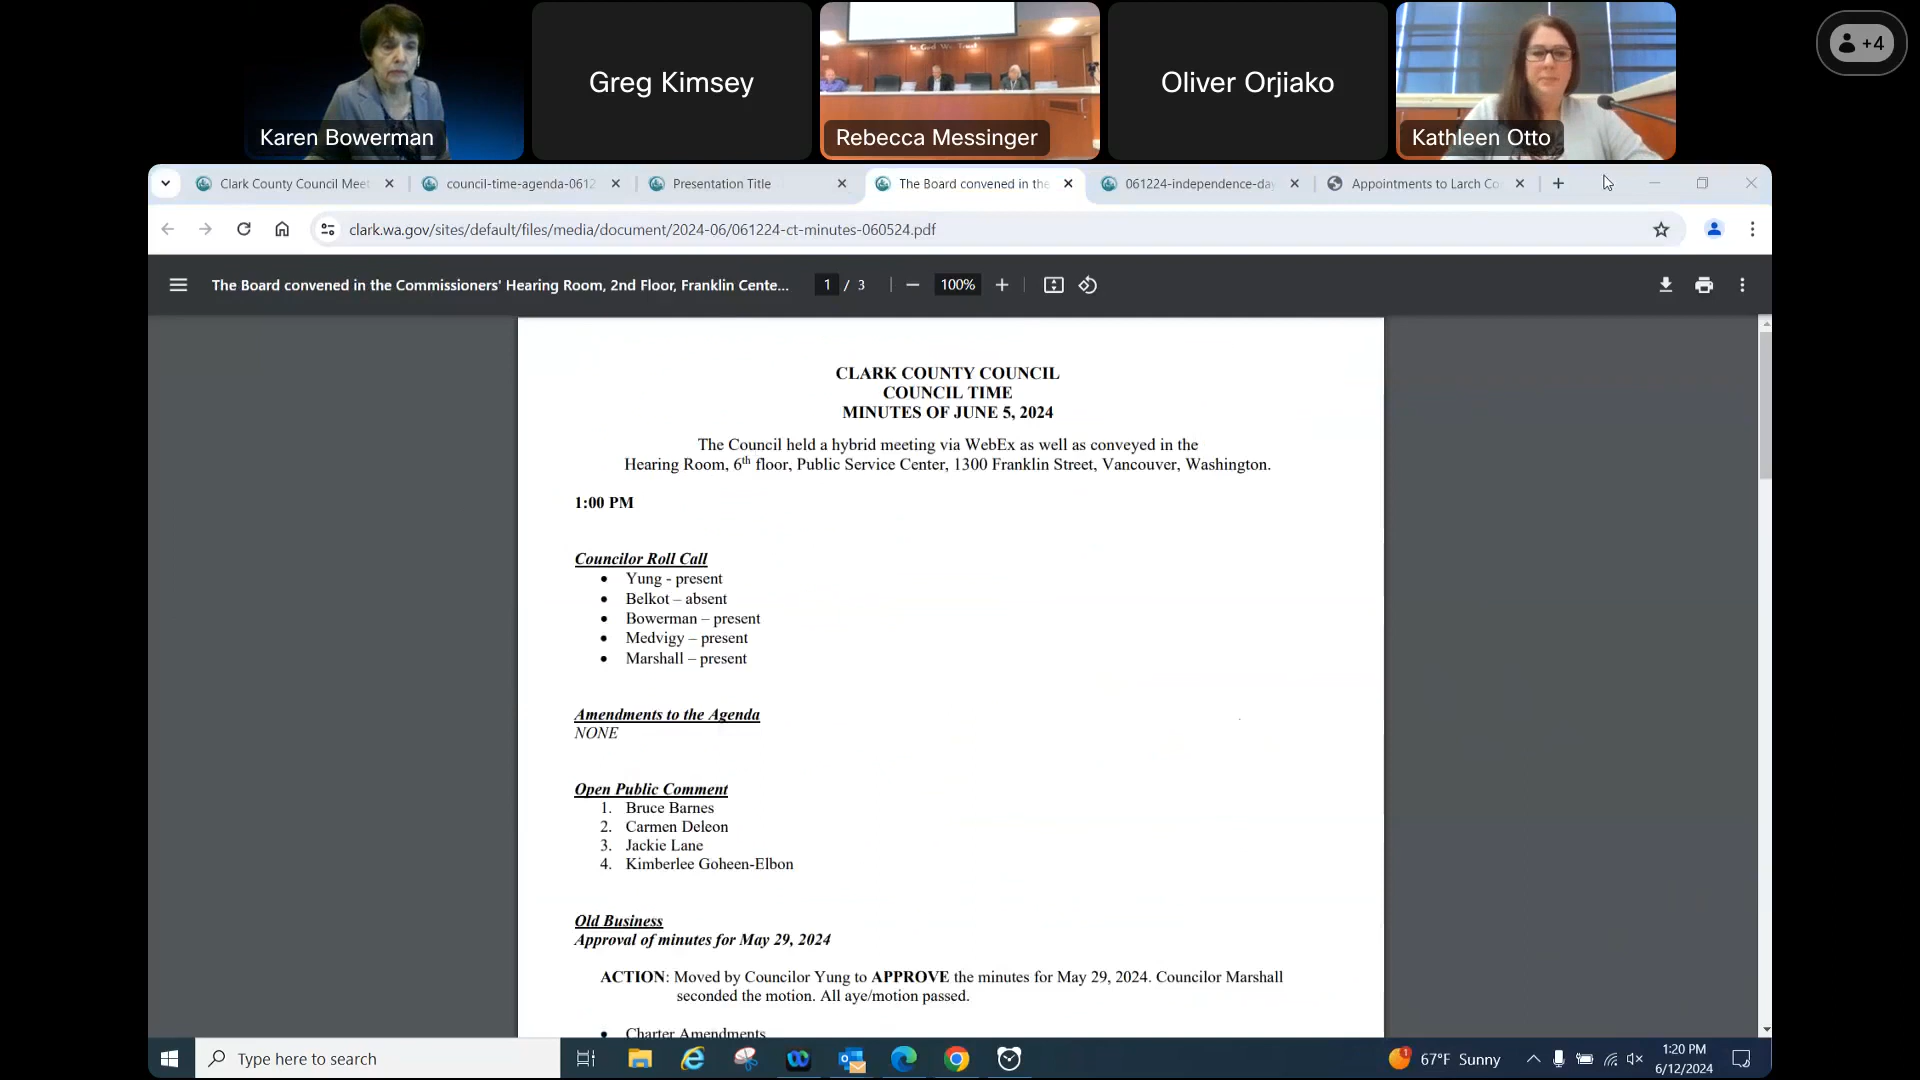 In God We Trust
Greg Kimsey
Oliver Orjiako
+4
Karen Bowerman
Rebecca Messinger
Kathleen Otto
Clark County Council Meet
council-time-agenda-0612
Presentation Title
The Board convened in the
061224-independence-day
Appointments to Larch Co
clark.wa.gov/sites/default/files/media/document/2024-06/061224-ct-minutes-060524.pdf
The Board convened in the Commissioners' Hearing Room, 2nd Floor, Franklin Cente...
1 / 3
100%
CLARK COUNTY COUNCIL
COUNCIL TIME
MINUTES OF JUNE 5, 2024
The Council held a hybrid meeting via WebEx as well as conveyed in the
Hearing Room, 6th floor, Public Service Center, 1300 Franklin Street, Vancouver, Washington.
1:00 PM
Councilor Roll Call
• Yung - present
• Belkot – absent
• Bowerman – present
• Medvigy – present
• Marshall – present
Amendments to the Agenda
NONE
Open Public Comment
1. Bruce Barnes
2. Carmen Deleon
3. Jackie Lane
4. Kimberlee Goheen-Elbon
Old Business
Approval of minutes for May 29, 2024
ACTION: Moved by Councilor Yung to APPROVE the minutes for May 29, 2024. Councilor Marshall
seconded the motion. All aye/motion passed.
• Charter Amendments
Type here to search
67°F Sunny
1:20 PM
6/12/2024